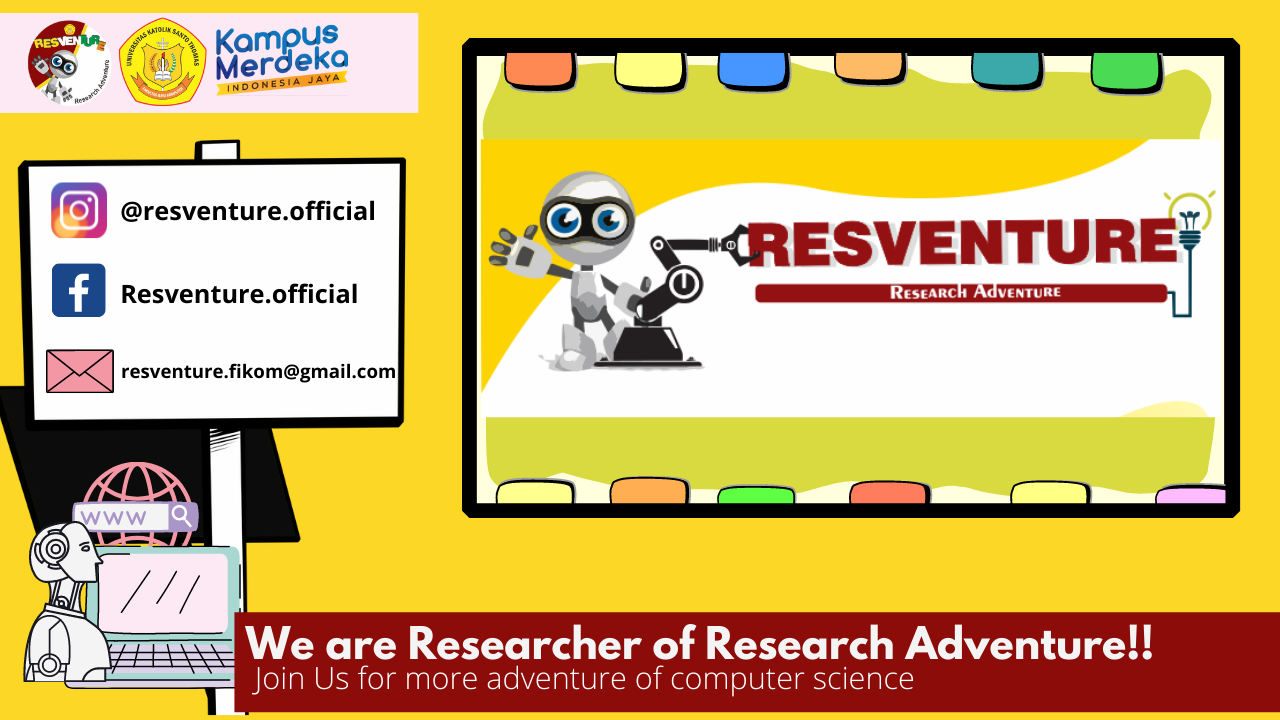 RESVENTURE
Research Adventure
UNIVERSITAS KATOLIK SANTO THOMAS
Kampus
Merdeka
INDONESIA JAYA
@resventure.official
Resventure.official
resventure.fikom@gmail.com
WWW
RESVENTURE
RESEARCH ADVENTURE
We are Researcher of Research Adventure!!
Join Us for more adventure of computer science